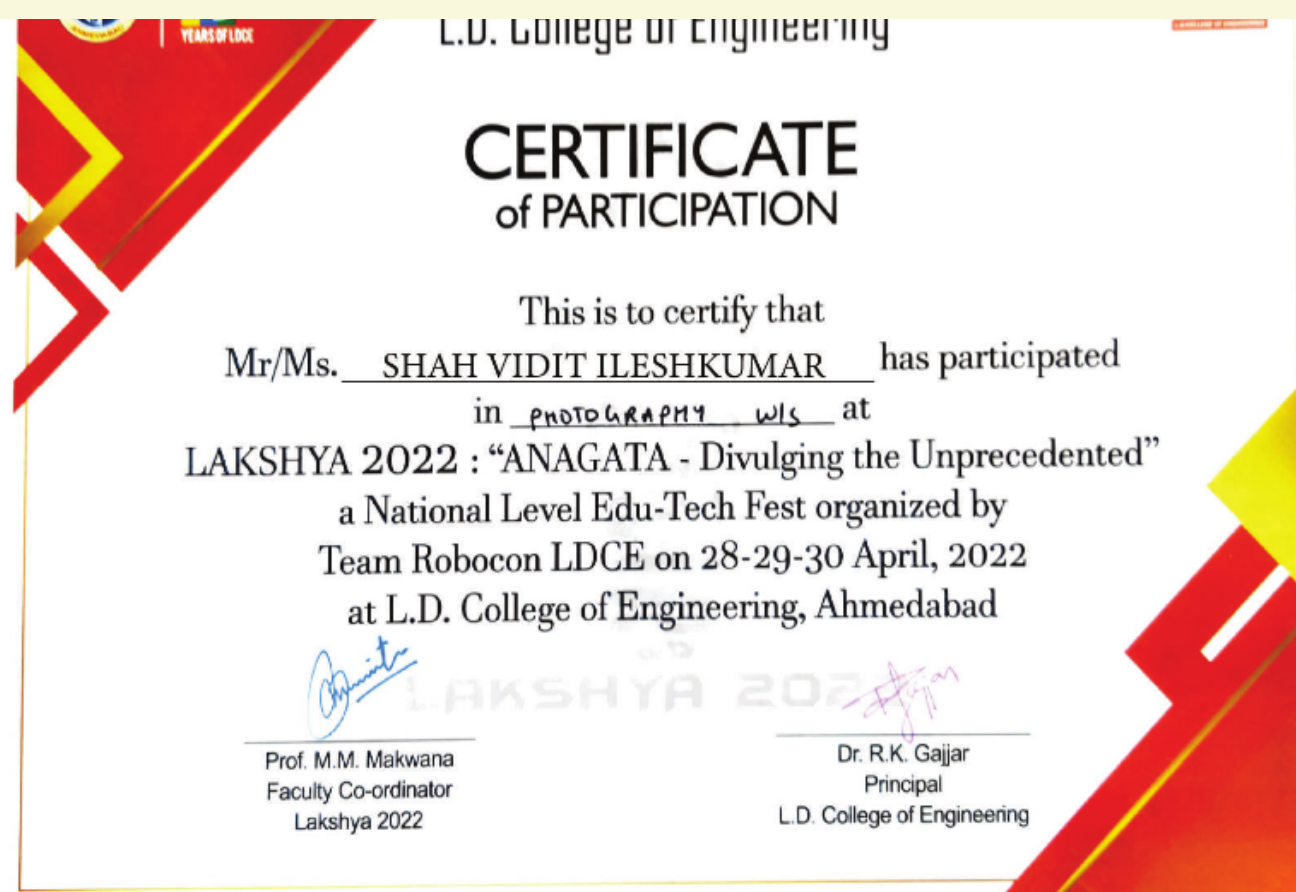 YEARS OF LDCE
L.D. College of Engineering
CERTIFICATE
of PARTICIPATION
This is to certify that
Mr/Ms. SHAH VIDIT ILESHKUMAR has participated
in PHOTOGRAPHY W/S at
LAKSHYA 2022 : “ANAGATA - Divulging the Unprecedented”
a National Level Edu-Tech Fest organized by
Team Robocon LDCE on 28-29-30 April, 2022
at L.D. College of Engineering, Ahmedabad
LAKSHYA 202
Prof. M.M. Makwana
Faculty Co-ordinator
Lakshya 2022
Dr. R.K. Gajjar
Principal
L.D. College of Engineering